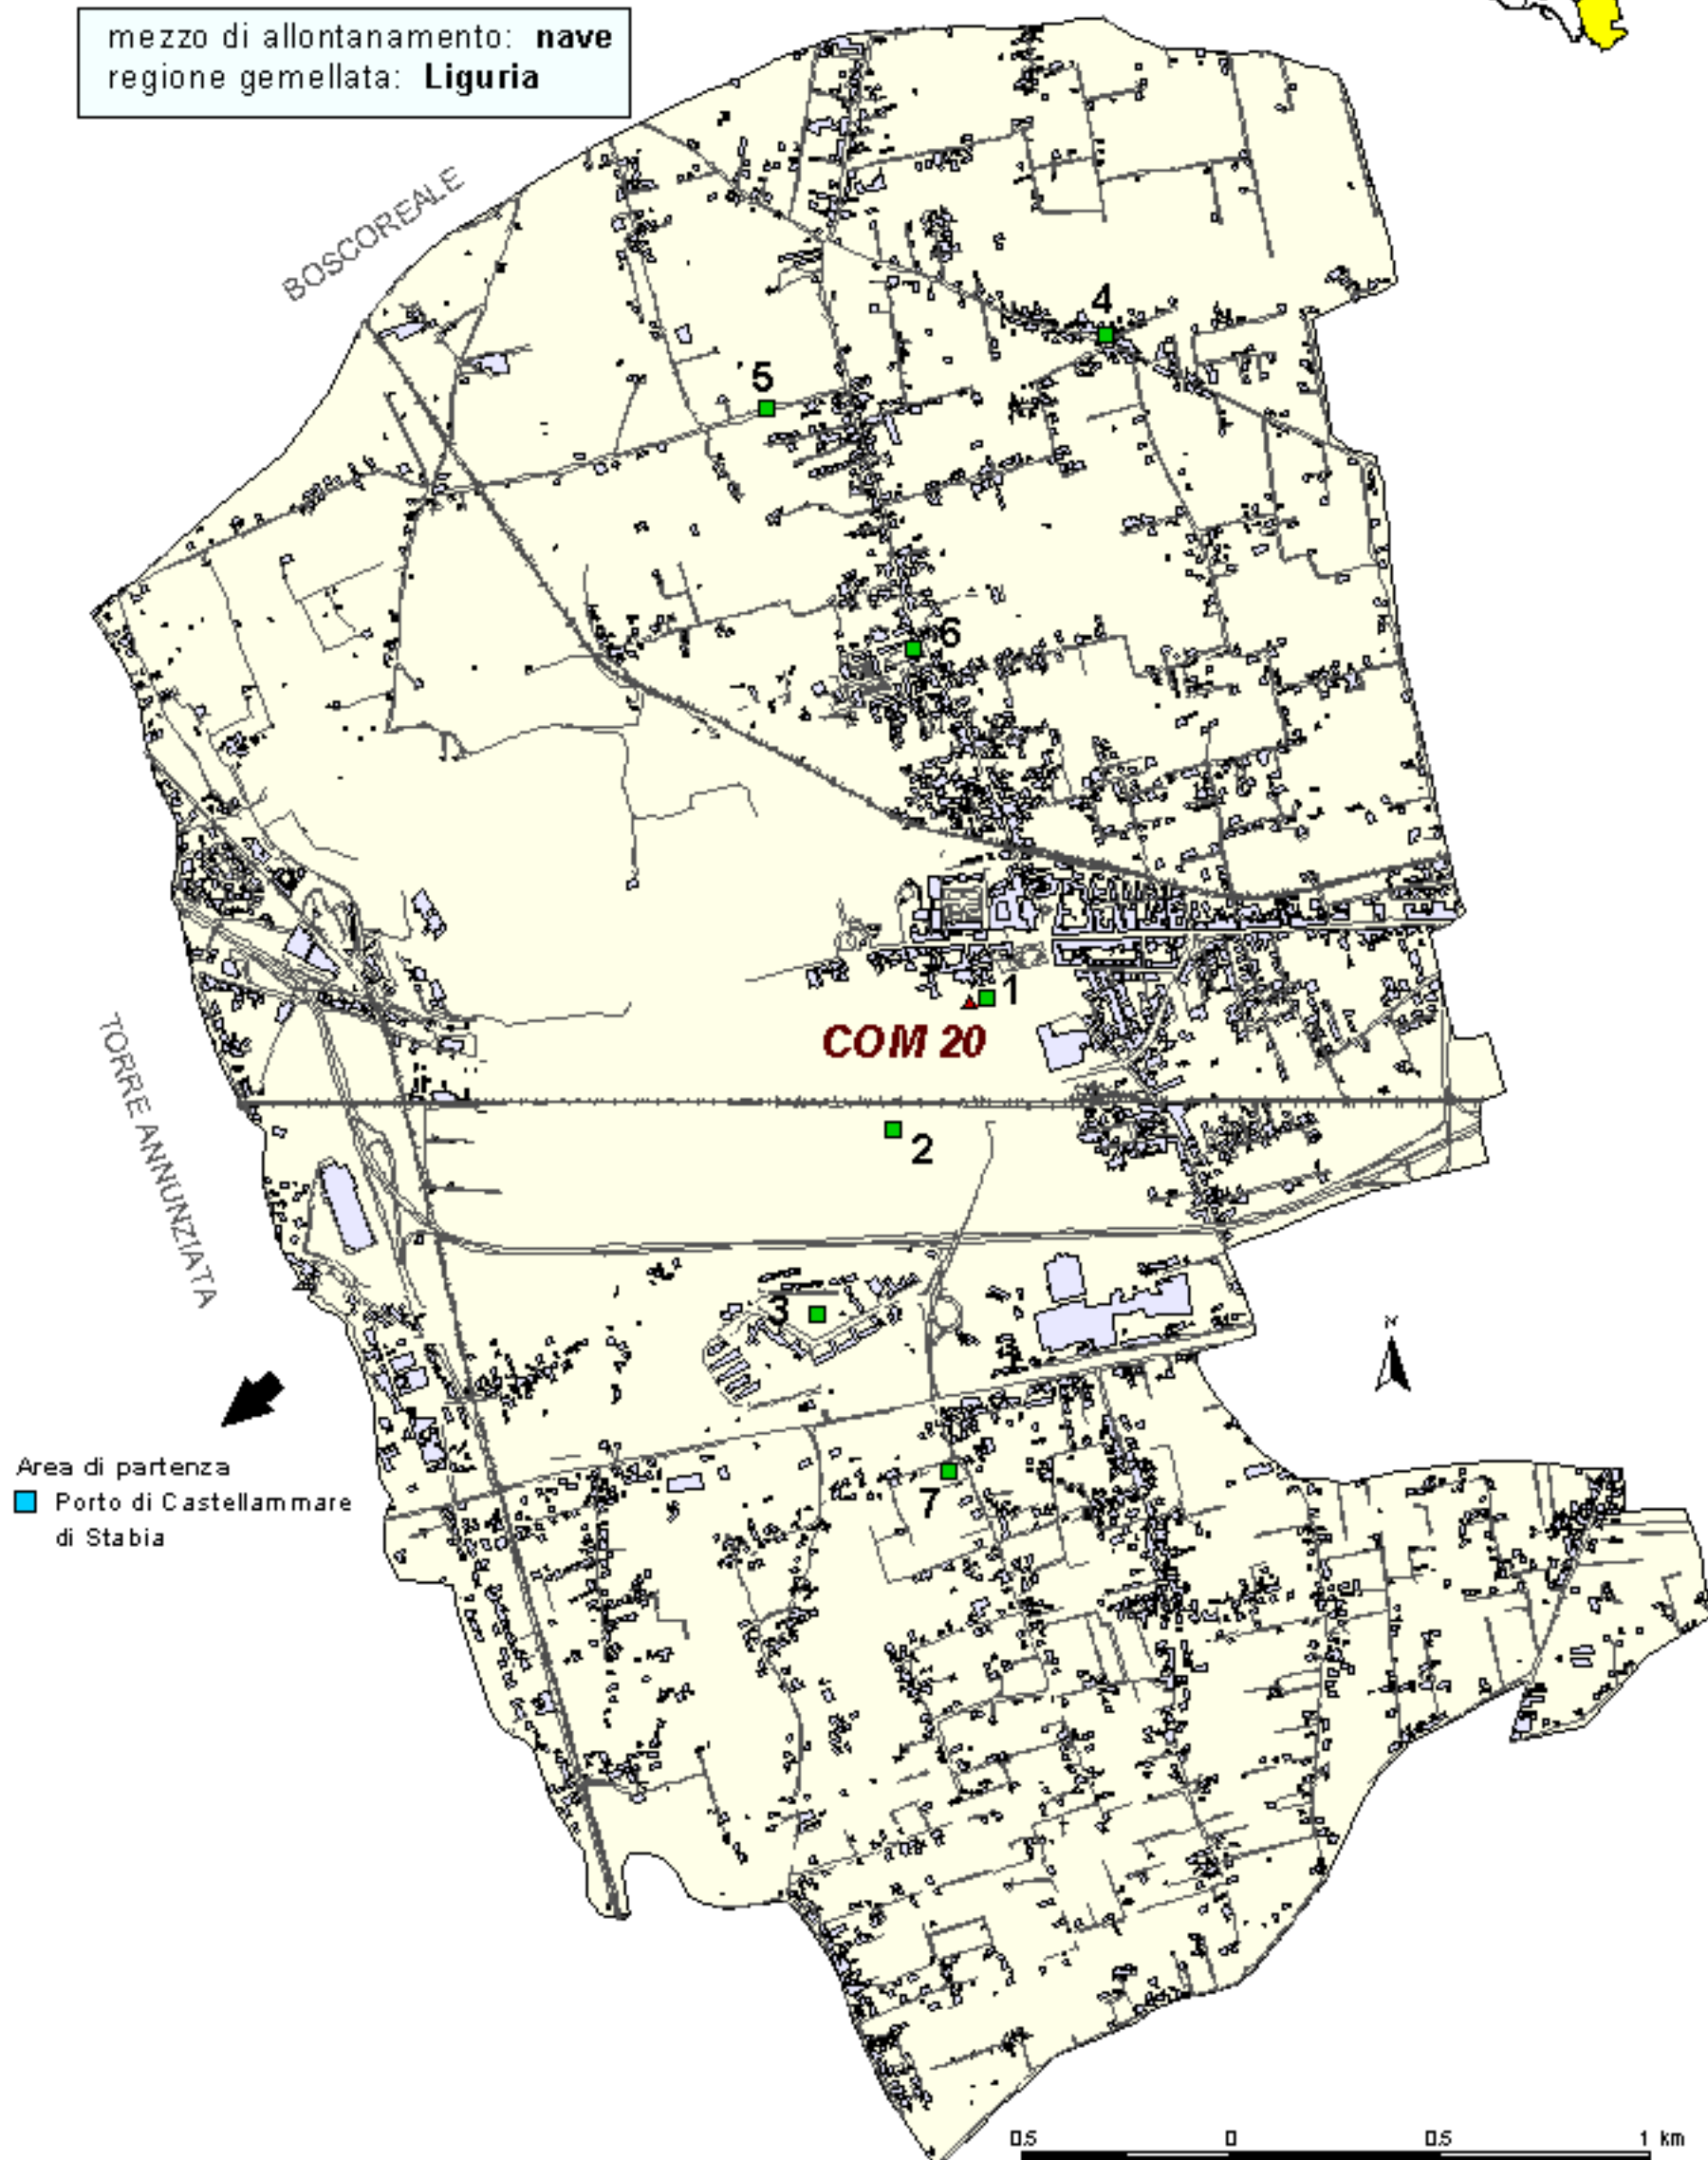 mezzo di allontanamento: nave
regione gemellata: Liguria
BOSCOREALE
4
5
6
1
COM 20
2
TORRE ANNUNZIATA
3
N
Area di partenza
Porto di Castellammare
di Stabia
7
0.5 0 0.5 1 km